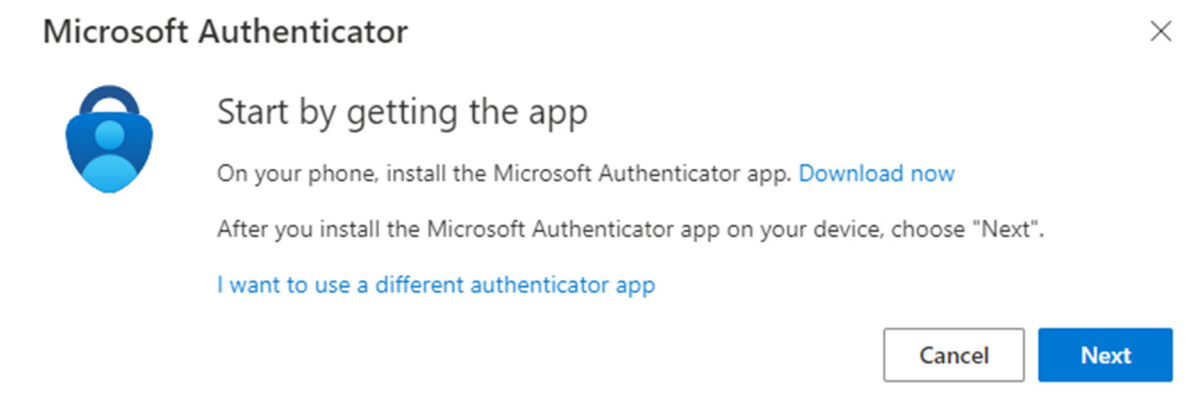 Microsoft Authenticator
Start by getting the app
On your phone, install the Microsoft Authenticator app. Download now
After you install the Microsoft Authenticator app on your device, choose "Next".
I want to use a different authenticator app
Cancel
Next